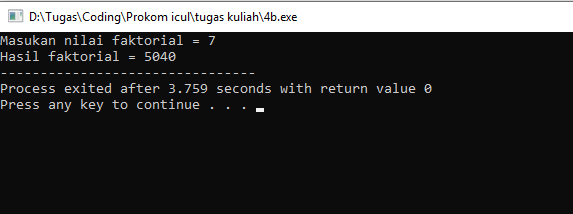 D:\Tugas\Coding\Prokom icul\tugas kuliah\4b.exe
Masukan nilai faktorial = 7
Hasil faktorial = 5040
--------------------------------
Process exited after 3.759 seconds with return value 0
Press any key to continue . . .